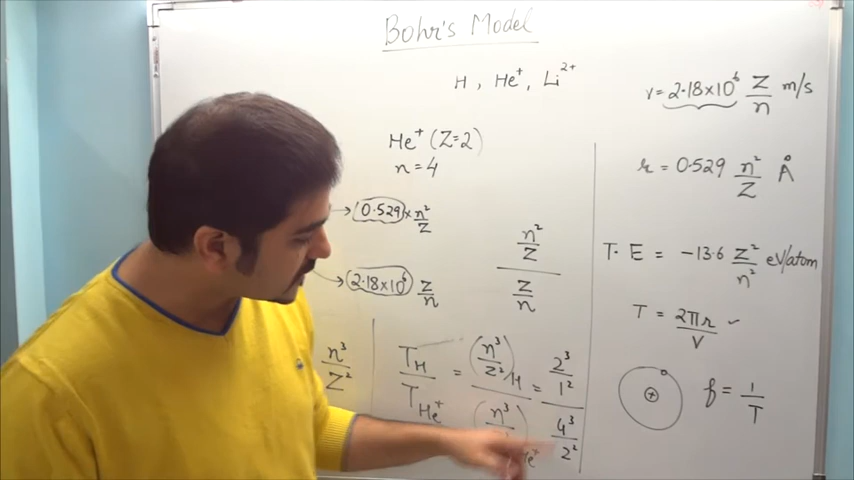 Bohr's Model
H, He⁺, Li²⁺
He⁺ (Z=2)
n = 4
→ 0.529 × n²/Z
→ 2.18×10⁶ Z/n
n³/Z²
n²/Z
Z/n
T_H/T_He⁺ = (n³/Z²)_H / (n³ He⁺ = 2³/1² / 4³/2²
v = 2.18×10⁶ Z/n m/s
r = 0.529 n²/Z Å
T.E = -13.6 Z²/n² eV/atom
T = 2πr/v ✓
+
f = 1/T